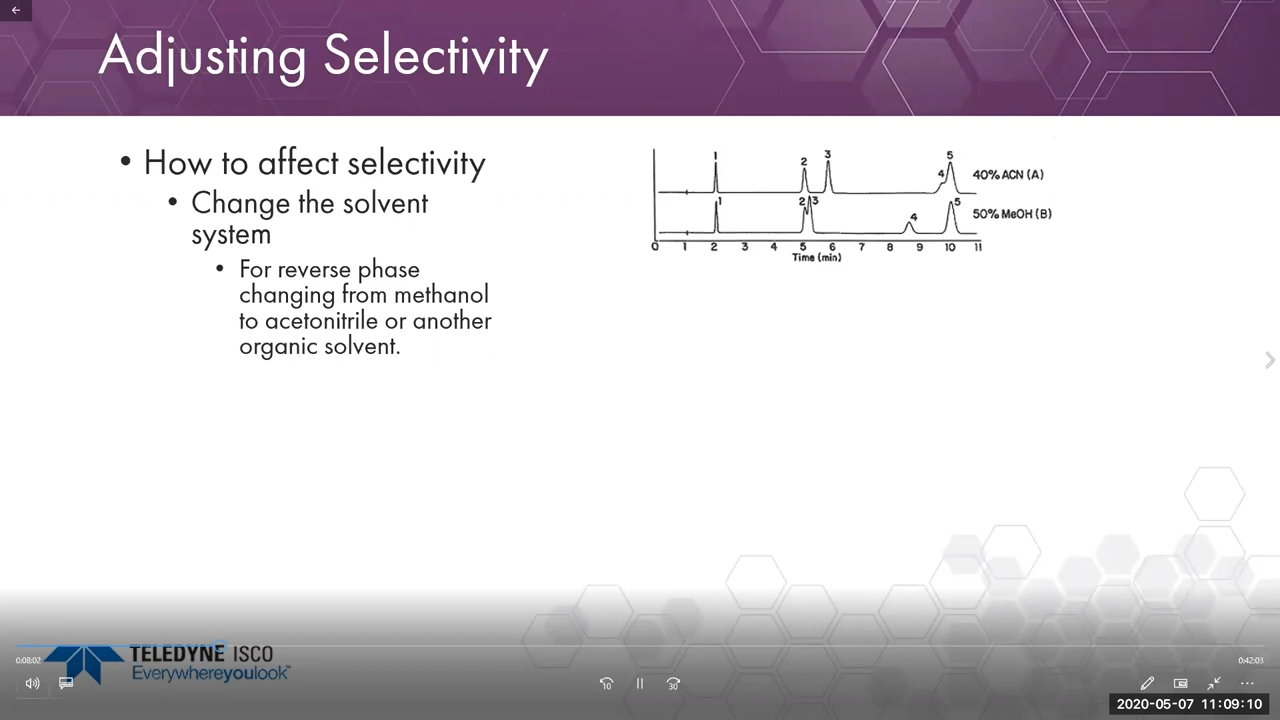 Adjusting Selectivity
• How to affect selectivity
• Change the solvent
system
• For reverse phase
changing from methanol
to acetonitrile or another
organic solvent.
1 2 3 4 5 40% ACN (A)
1 2 3 4 5 50% MeOH (B)
0 1 2 3 4 5 6 7 8 9 10 11
Time (min)
TELEDYNE ISCO
Everywhereyoulook™
0:08:02
0:42:03
10
30
2020-05-07 11:09:10